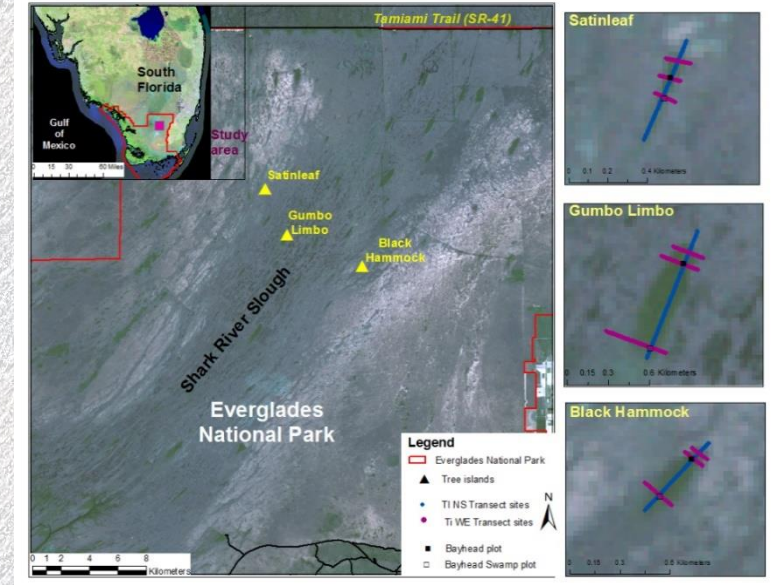 Tamiami Trail (SR-41)
South
Florida
Gulf
of
Mexico
Study
area
0 15 30 60 Miles
Satinleaf
Gumbo
Limbo
Black
Hammock
Shark River Slough
Everglades
National Park
0 1 2 4 6 8
Kilometers
Legend
Everglades National Park
Tree islands
TI NS Transect sites
Ti WE Transect sites
Bayhead plot
Bayhead Swamp plot
N
Satinleaf
0 0.1 0.2 0.4 Kilometers
Gumbo Limbo
0 0.15 0.3 0.6 Kilometers
Black Hammock
0 0.15 0.3 0.6 Kilometers